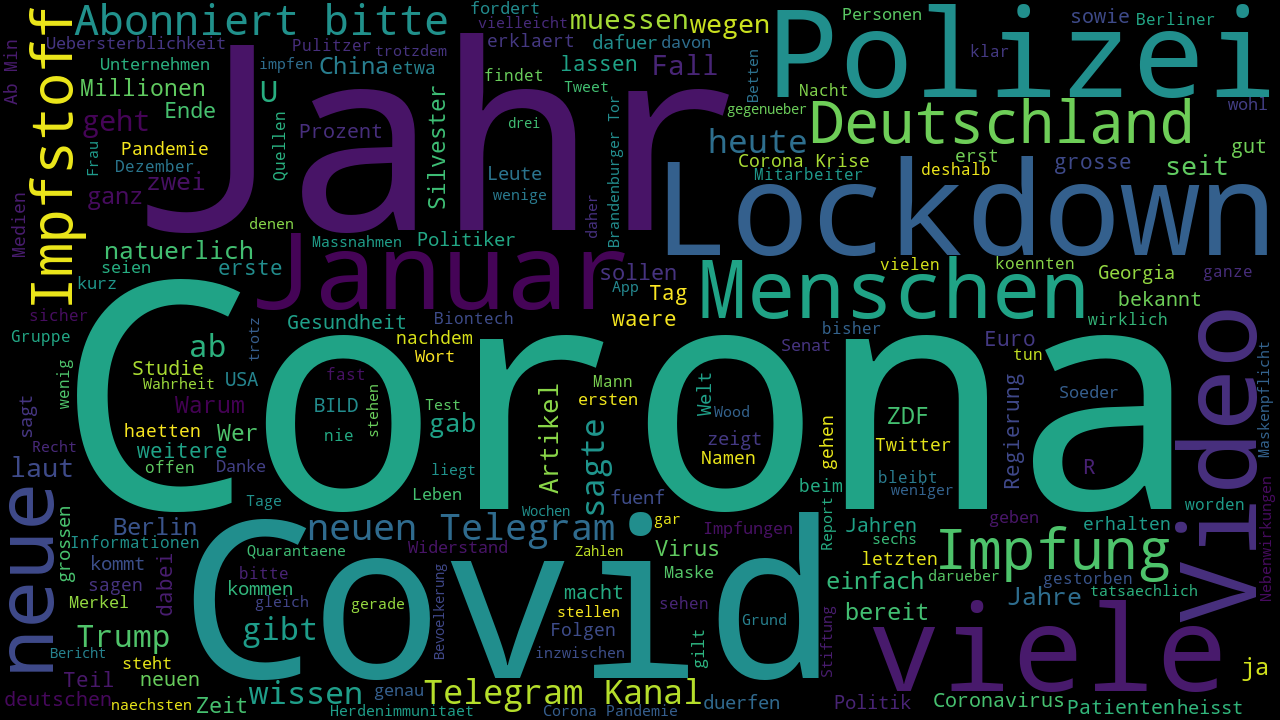 Abonniert bitte
fordert
vielleicht
muessen
wegen
Personen
sowie
Berliner
Polizei
Impfstoff
Ab Min
Uebersterblichkeit
Pulitzer
trotzdem
erklaert
dafuer
davon
klar
Unternehmen
impfen
China
etwa
findet
lassen
Fall
Betten
Millionen
U
Tweet
Nacht
wohl
Jahr
Ende
Silvester
gegenueber
Deutschland
geht
Quellen
Prozent
drei
Brandenburger Tor
heute
gut
Pandemie
Frau
Dezember
Leute
Corona Krise
erst
grosse
seit
zwei
Mitarbeiter
deshalb
ganz
wenige
daher
Lockdown
Medien
denen
natuerlich
Massnahmen
Politiker
seien
erste
Januar
sollen
Menschen
vielen
koennten
Georgia
ganze
kurz
App
Tag
bekannt
sicher
Gesundheit
Biontech
waere
wirklich
Gruppe
trotz
nachdem
bisher
ab
Wort
Senat
Euro
tun
Video
Studie
wenig
Wahrheit
USA
fast
Mann
Welt
Soeder
Maskenpflicht
Corona
sagt
Warum
BILD
stehen
Test
Artikel
ersten
Wood
ZDF
Regierung
haetten
Wer
nie
gab
sagte
zeigt
gehen
Twitter
Recht
weitere
laut
offen
Danke
liegt
Namen
R
bleibt
beim
weniger
Nebenwirkungen
neue
grossen
Tage
Leben
fuenf
worden
Wochen
Berlin
neuen Telegram
gar
Impfungen
Report
Jahren
geben
erhalten
Informationen
Quarantaene
Widerstand
Zahlen
Virus
sechs
Impfung
kommt
dabei
bitte
Covid
letzten
sagen
kommen
Bevoelkerung
macht
Maske
einfach
darueber
gestorben
tatsaechlich
Merkel
gleich
gerade
stellen
sehen
bereit
Jahre
Trump
gibt
Folgen
Grund
Stiftung
viele
Bericht
inzwischen
gilt
steht
ja
Teil
neuen
wissen
genau
Telegram Kanal
deutschen
naechsten
Zeit
Herdenimmunitaet
Corona Pandemie
duerfen
Politik
Coronavirus
Patienten
heisst